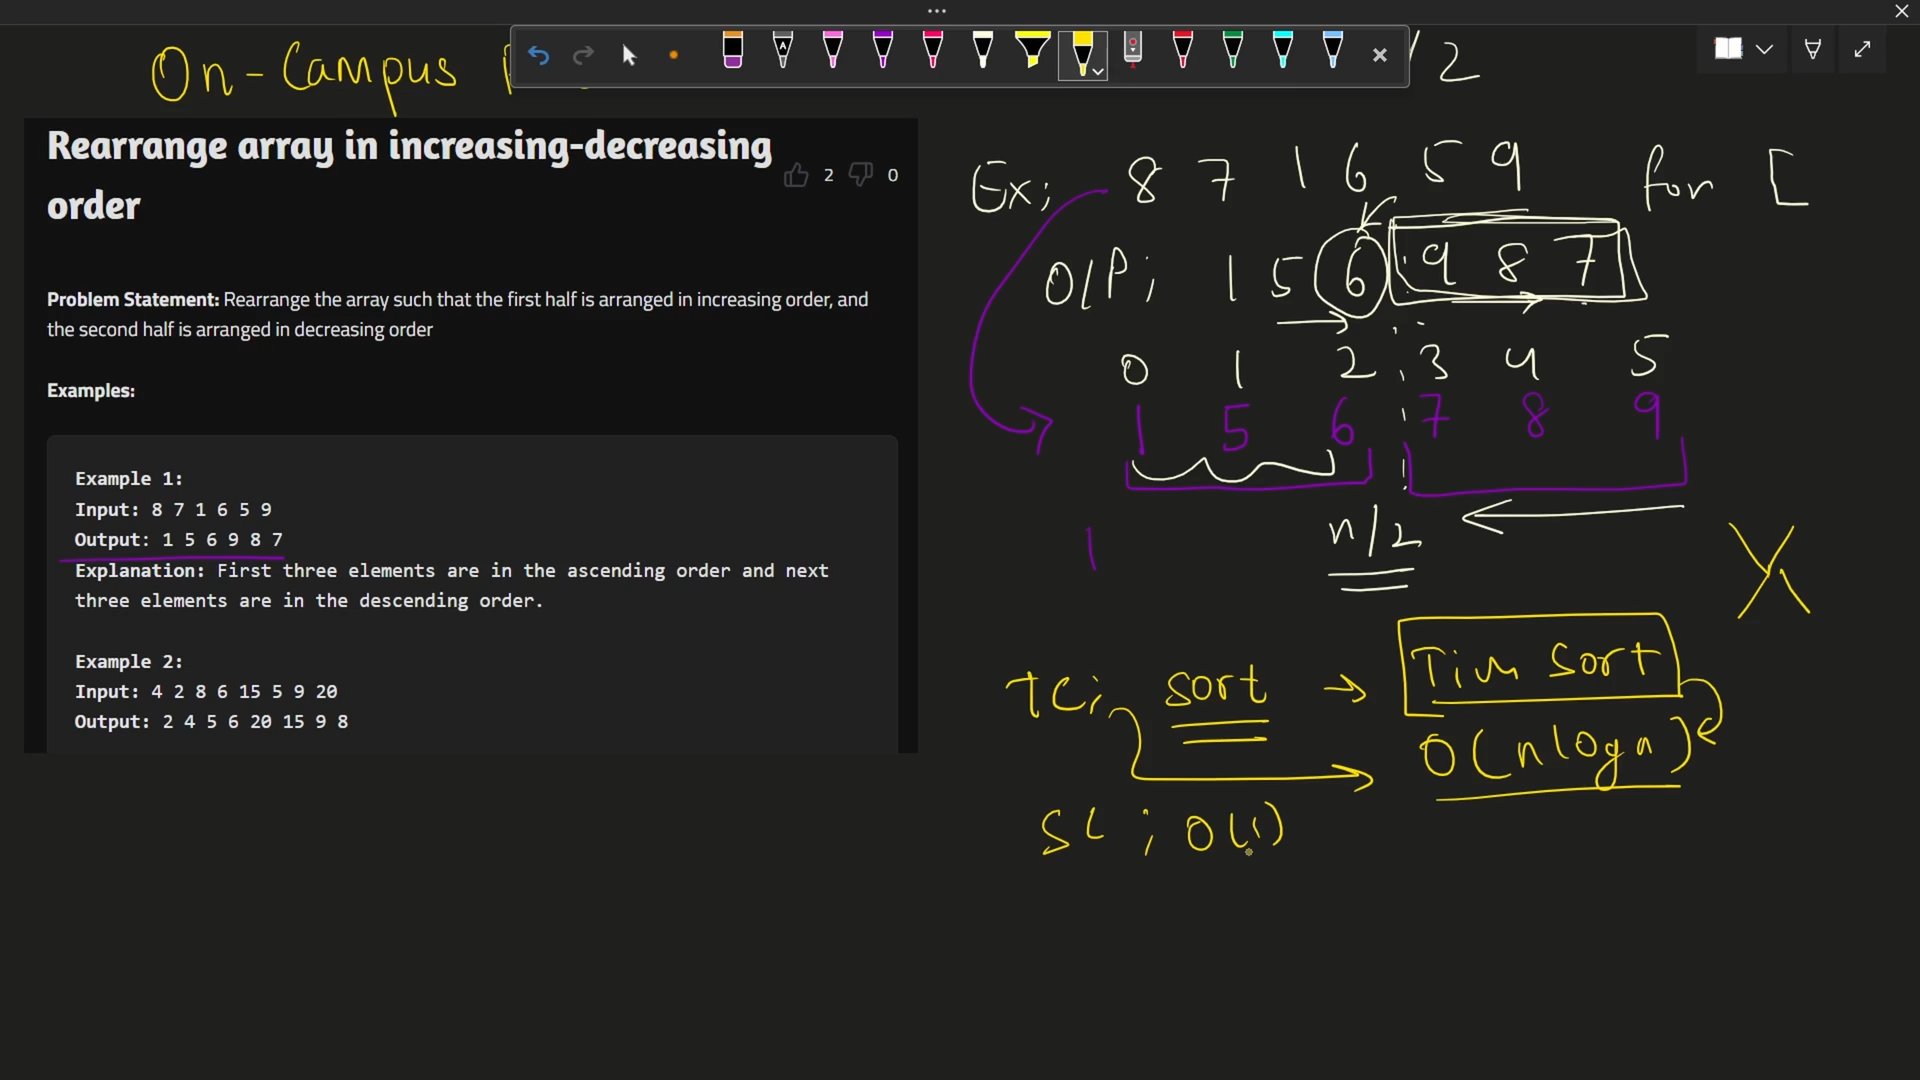 On-Campus
/2
Rearrange array in increasing-decreasing
order
2 0
Problem Statement: Rearrange the array such that the first half is arranged in increasing order, and
the second half is arranged in decreasing order
Examples:
Example 1:
Input: 8 7 1 6 5 9
Output: 1 5 6 9 8 7
Explanation: First three elements are in the ascending order and next
three elements are in the descending order.
Example 2:
Input: 4 2 8 6 15 5 9 20
Output: 2 4 5 6 20 15 9 8
Ex; 8 7 1 6 5 9 for [
O/P; 1 5 6 9 8 7
0 1 2 3 4 5
1 5 6 7 8 9
1 n/2
TC; sort → Tim Sort
O(nlogn)
SC ; O(1)